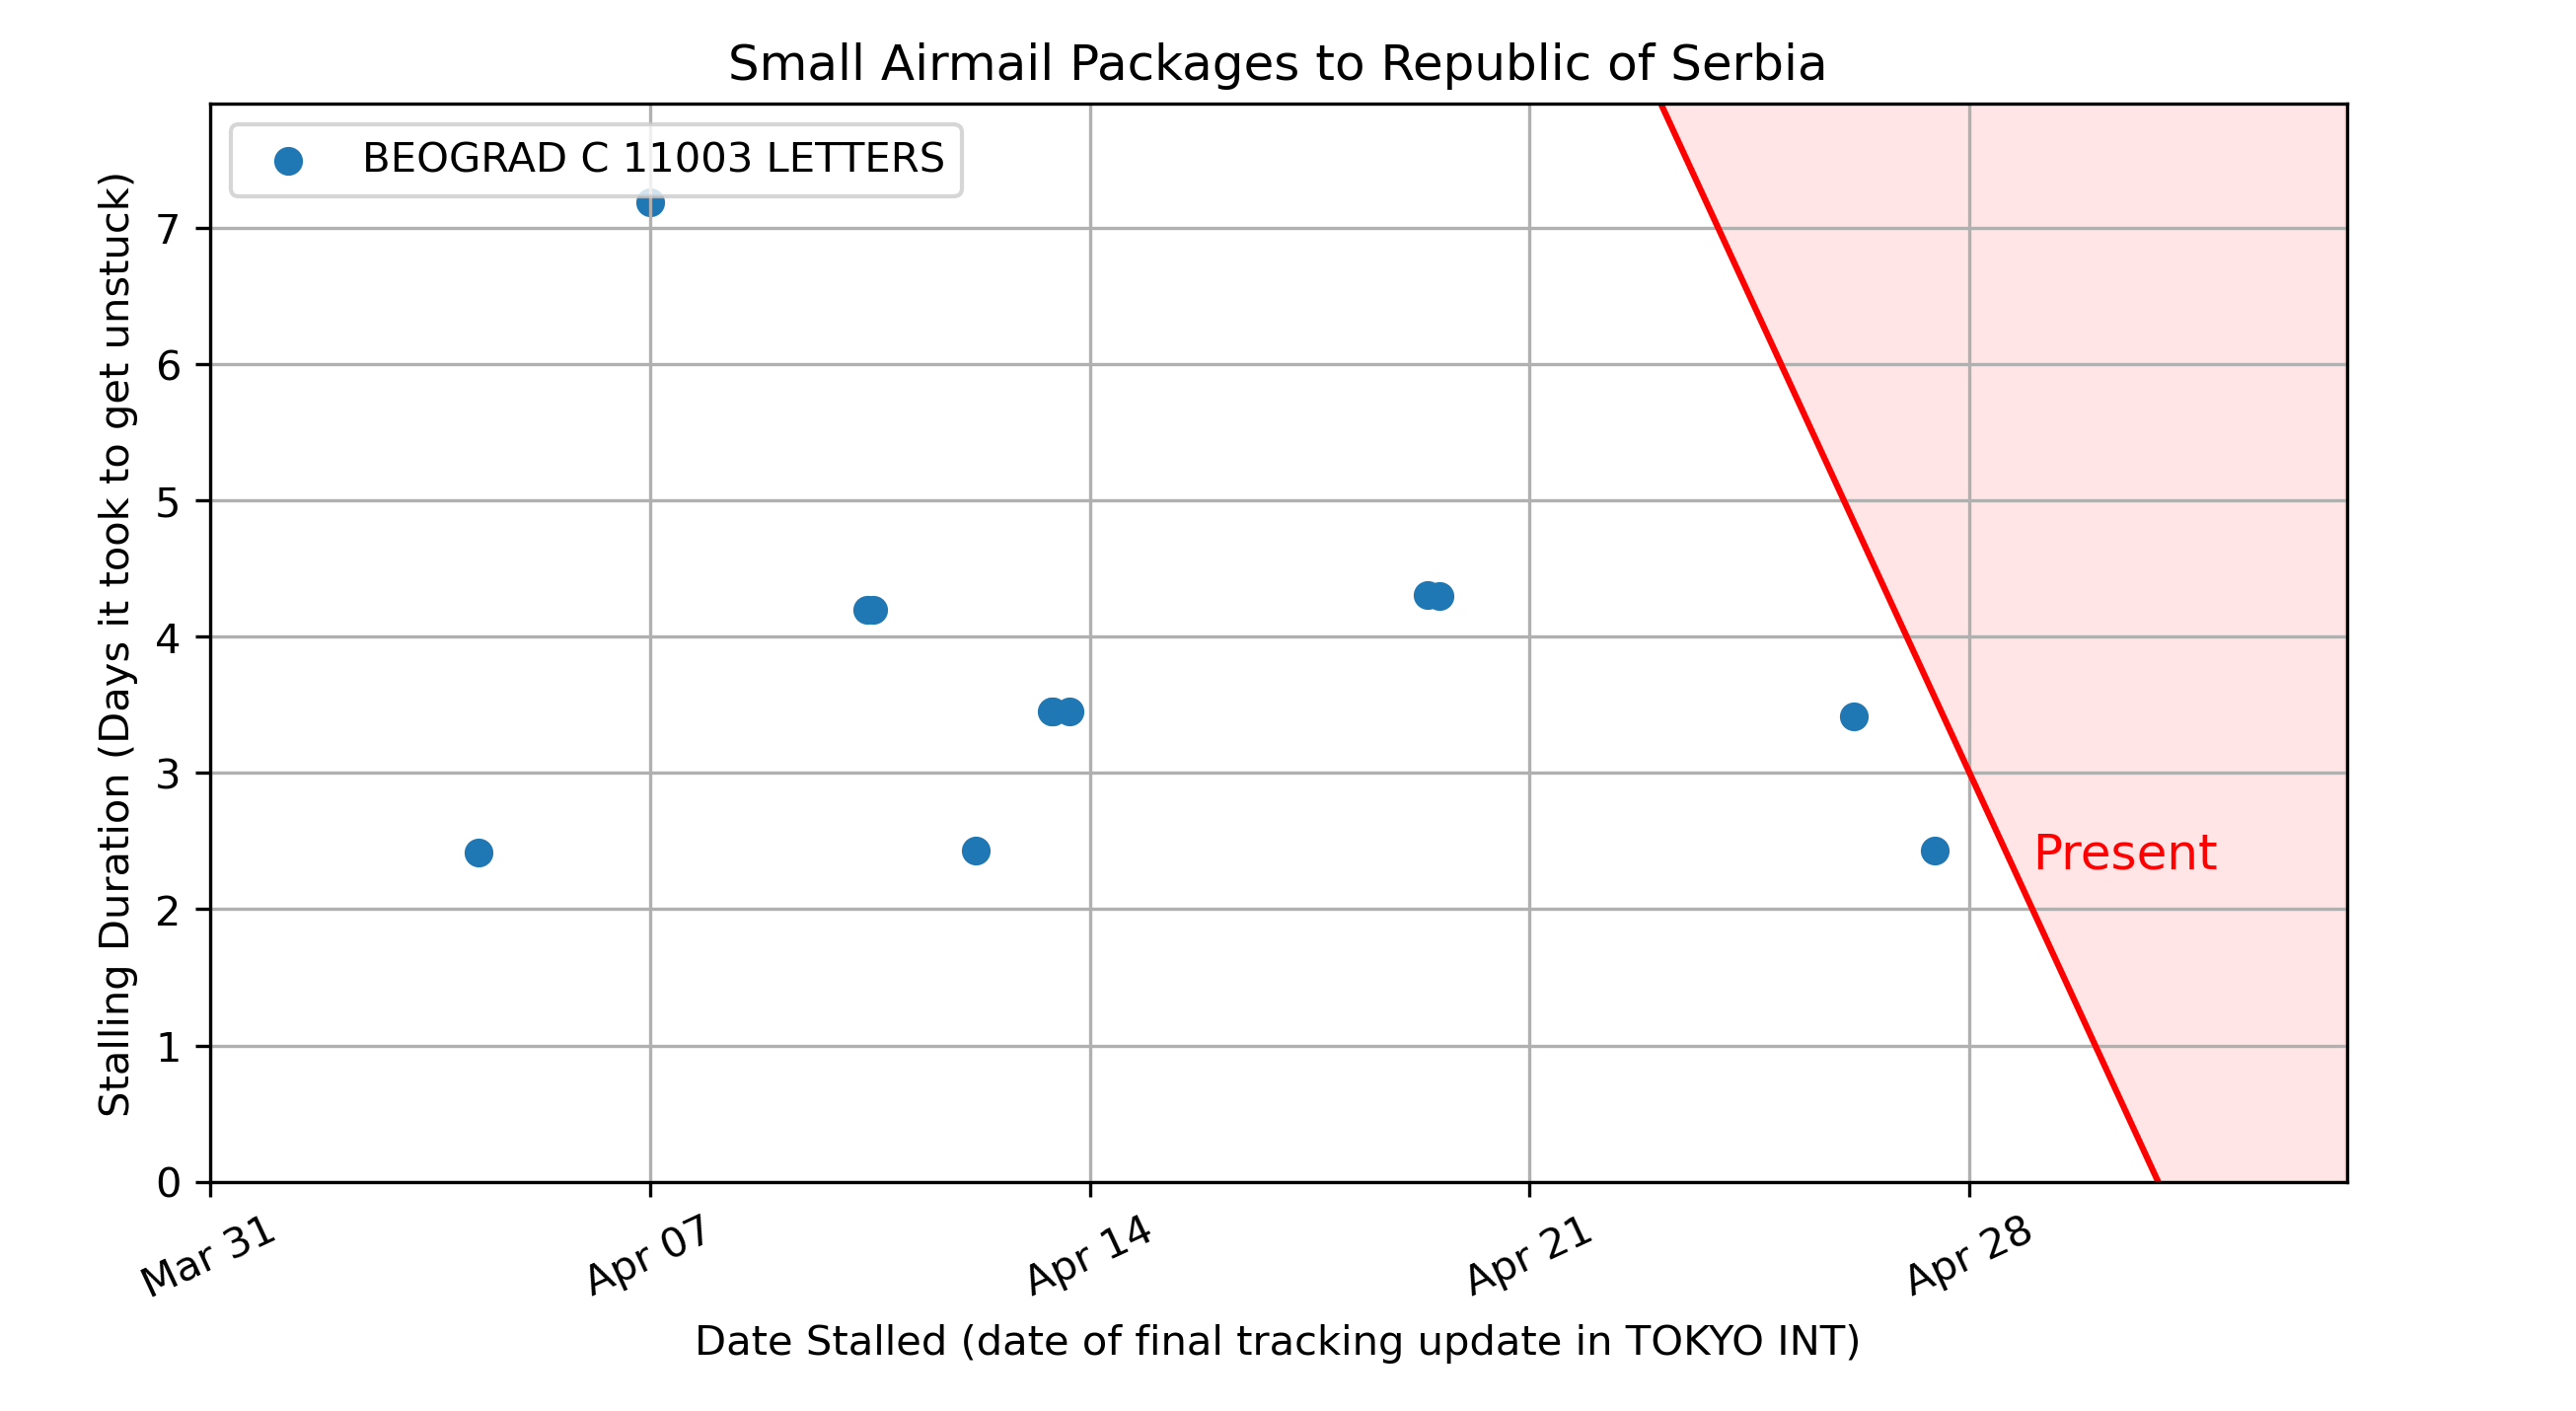 Small Airmail Packages to Republic of Serbia
BEOGRAD C 11003 LETTERS
Stalling Duration (Days it took to get unstuck)
7
6
5
4
3
2
1
0
Present
Mar 31
Apr 07
Apr 14
Apr 21
Apr 28
Date Stalled (date of final tracking update in TOKYO INT)